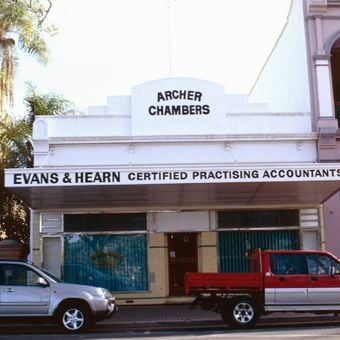 ARCHER
CHAMBERS
EVANS & HEARN CERTIFIED PRACTISING ACCOUNTANTS